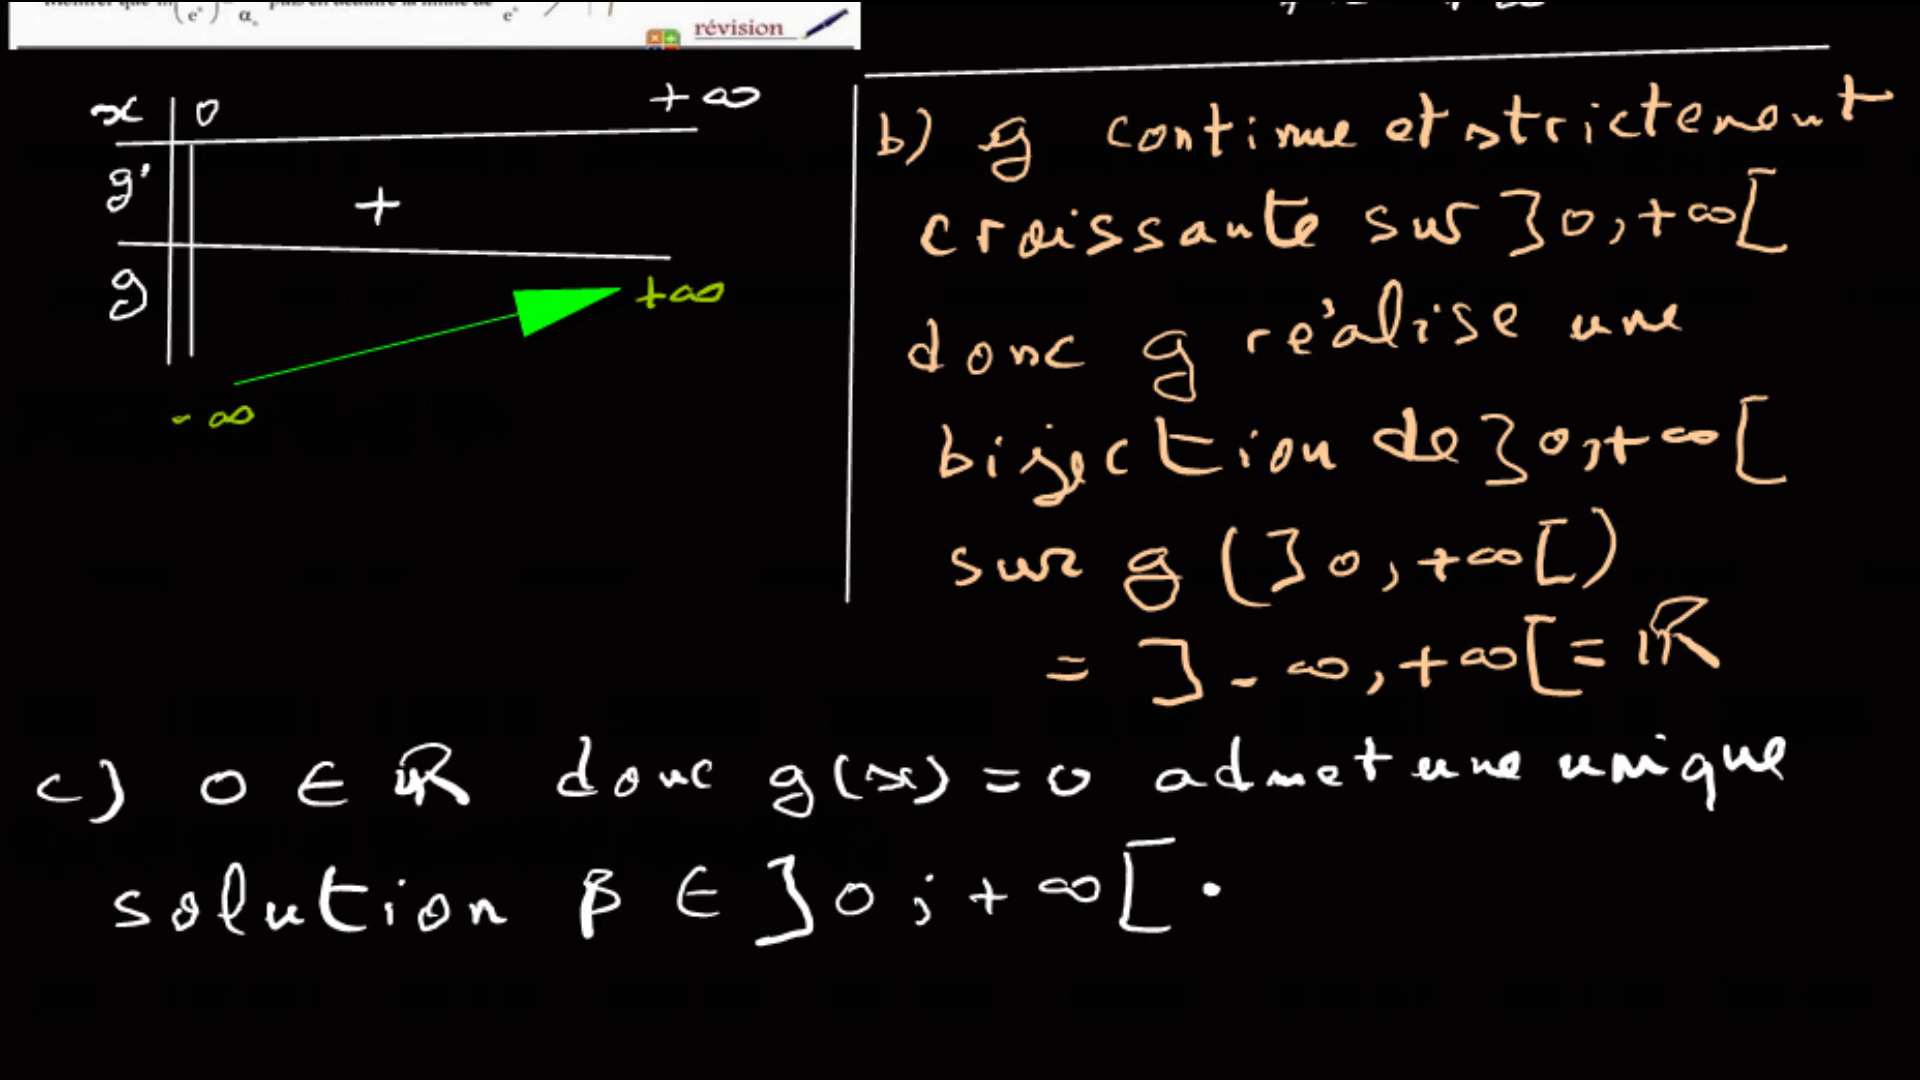 révision
x 0 +∞
g' +
g +∞
- ∞
b) g continue et strictement
croissante sur ]0,+∞[
donc g réalise une
bijection de ]0,+∞[
sur g (]0,+∞[)
= ]-∞,+∞[ = ℝ
c) 0 ∈ ℝ donc g(x) = 0 admet une unique
solution β ∈ ]0;+∞[.